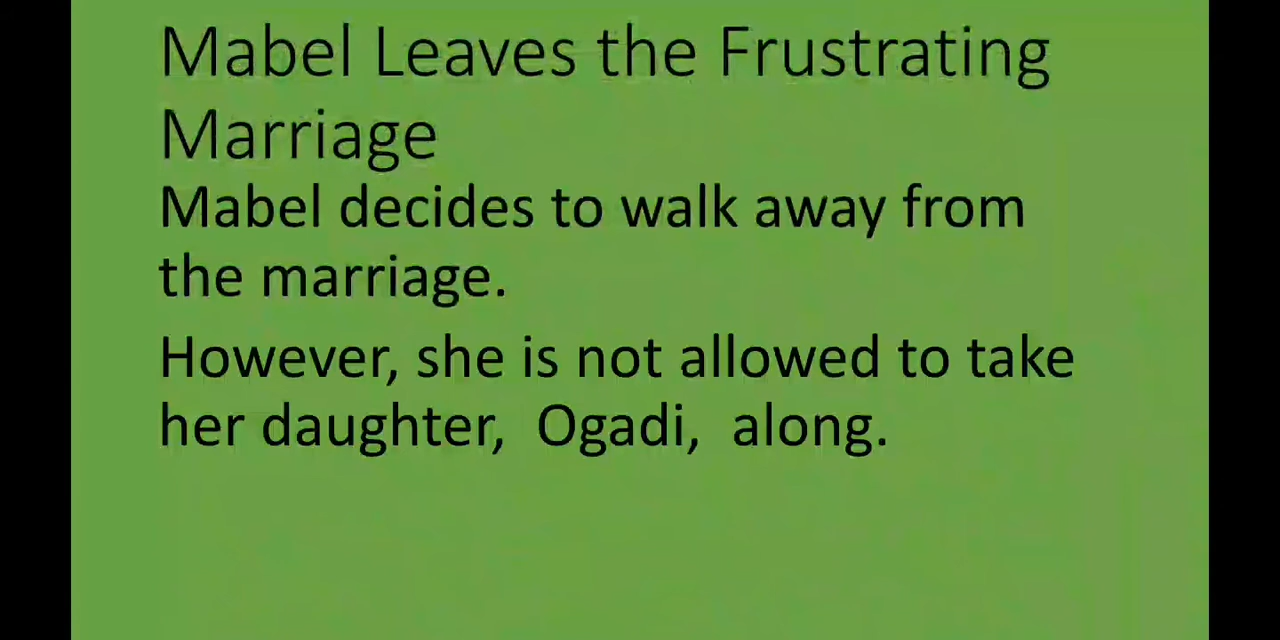 Mabel Leaves the Frustrating
Marriage
Mabel decides to walk away from
the marriage.
However, she is not allowed to take
her daughter, Ogadi, along.